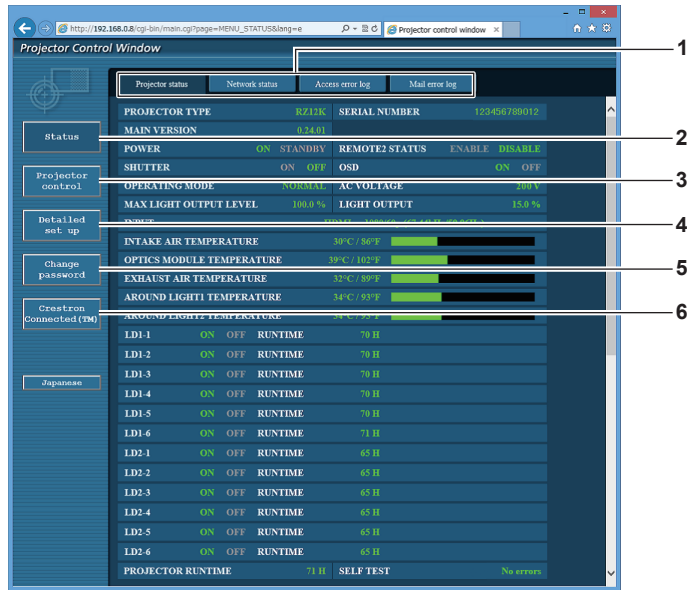 http://192.168.0.8/cgi-bin/main.cgi?page=MENU_STATUS&lang=e
Projector control window
Projector Control Window
1
Projector status Network status Access error log Mail error log
PROJECTOR TYPE RZ12K SERIAL NUMBER 123456789012
MAIN VERSION 0.24.01
Status 2
POWER ON STANDBY REMOTE2 STATUS ENABLE DISABLE
SHUTTER ON OFF OSD ON OFF
Projector control 3
OPERATING MODE NORMAL AC VOLTAGE 200 V
MAX LIGHT OUTPUT LEVEL 100.0 % LIGHT OUTPUT 15.0 %
Detailed set up 4
INPUT
INTAKE AIR TEMPERATURE 30°C / 86°F
OPTICS MODULE TEMPERATURE 39°C / 102°F
Change password 5
EXHAUST AIR TEMPERATURE 32°C / 89°F
AROUND LIGHT1 TEMPERATURE 34°C / 93°F
Crestron Connected(TM) 6
AROUND LIGHT2 TEMPERATURE 34°C / 93°F
LD1-1 ON OFF RUNTIME 70 H
LD1-2 ON OFF RUNTIME 70 H
LD1-3 ON OFF RUNTIME 70 H
Japanese
LD1-4 ON OFF RUNTIME 70 H
LD1-5 ON OFF RUNTIME 70 H
LD1-6 ON OFF RUNTIME 71 H
LD2-1 ON OFF RUNTIME 65 H
LD2-2 ON OFF RUNTIME 65 H
LD2-3 ON OFF RUNTIME 65 H
LD2-4 ON OFF RUNTIME 65 H
LD2-5 ON OFF RUNTIME 65 H
LD2-6 ON OFF RUNTIME 65 H
PROJECTOR RUNTIME 71 H SELF TEST No errors